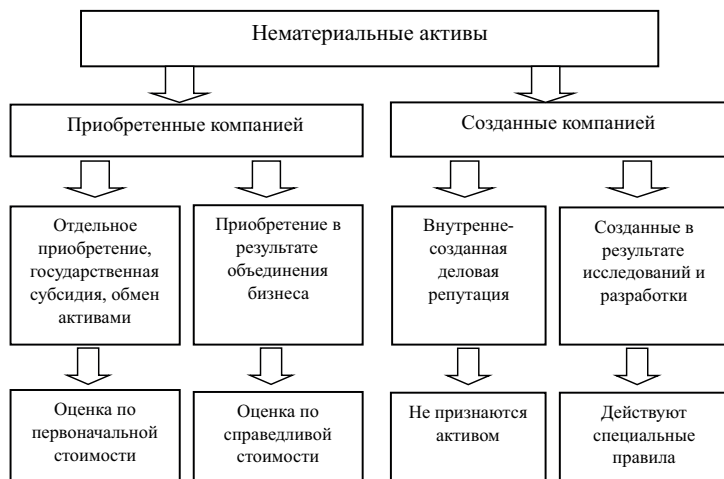 Нематериальные активы
Приобретенные компанией
Созданные компанией
Отдельное
приобретение,
государственная
субсидия, обмен
активами
Приобретение в
результате
объединения
бизнеса
Внутренне-
созданная
деловая
репутация
Созданные в
результате
исследований и
разработки
Оценка по
первоначальной
стоимости
Оценка по
справедливой
стоимости
Не признаются
активом
Действуют
специальные
правила